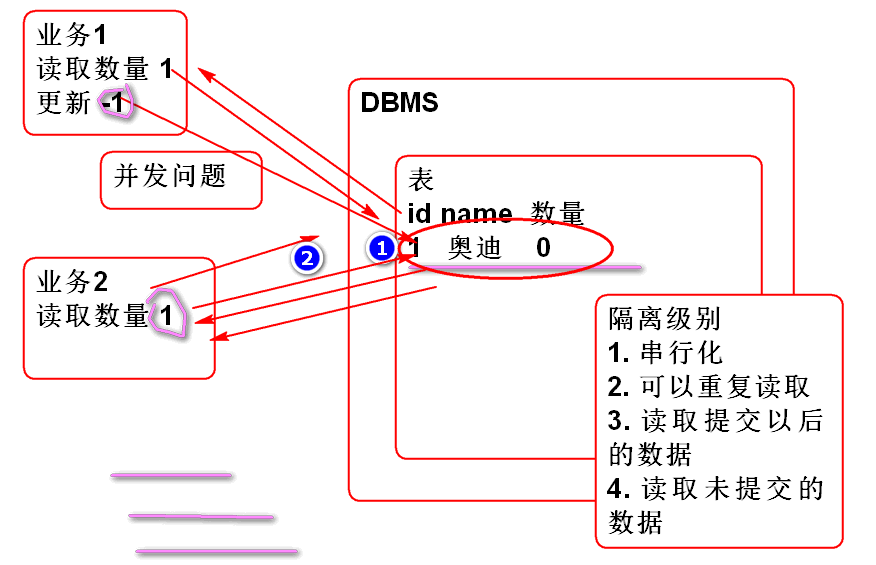 业务1
读取数量 1
更新 -1
并发问题
DBMS
表
id name 数量
1 奥迪 0
1
2
业务2
读取数量 1
隔离级别
1. 串行化
2. 可以重复读取
3. 读取提交以后
的数据
4. 读取未提交的
数据